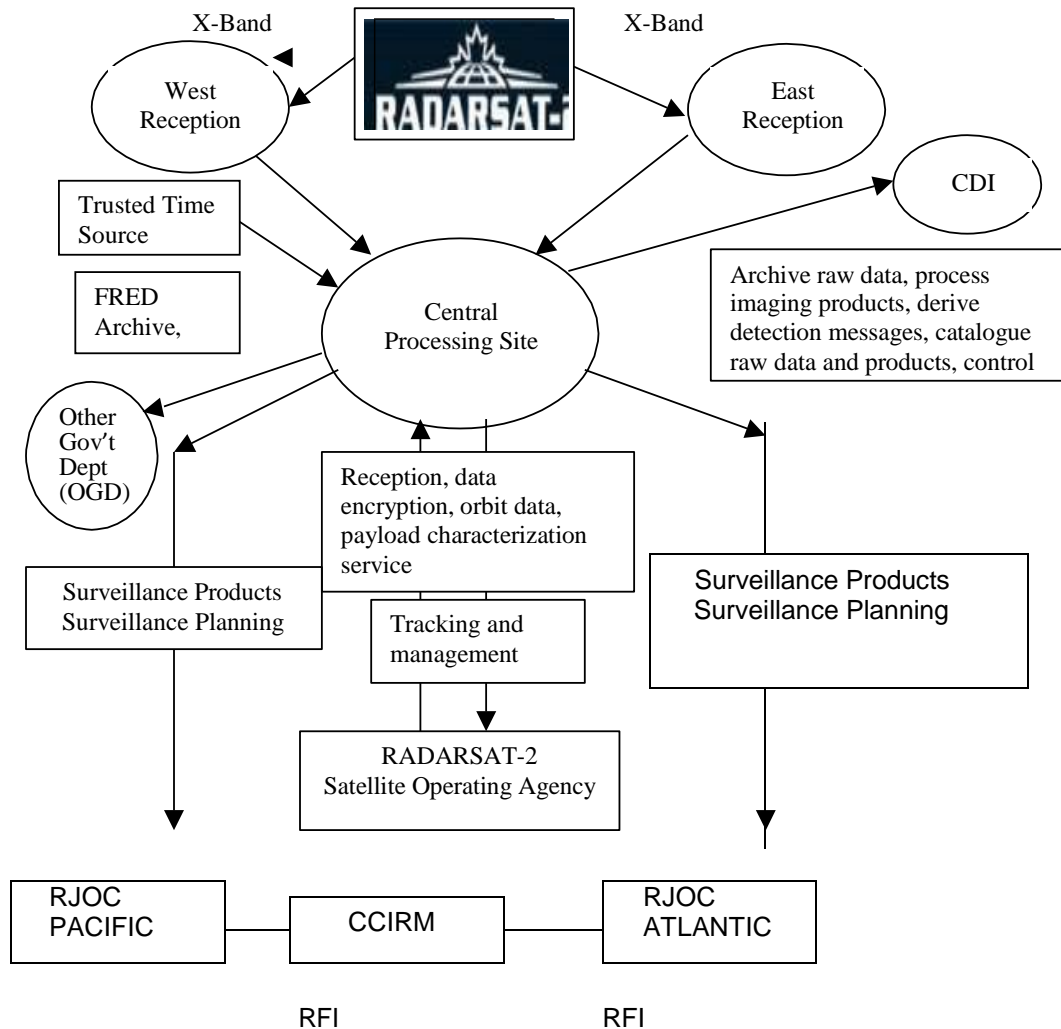 X-Band
X-Band
RADARSAT-2
West
Reception
East
Reception
CDI
Trusted Time
Source
FRED
Archive,
Central
Processing Site
Archive raw data, process
imaging products, derive
detection messages, catalogue
raw data and products, control
Other
Gov't
Dept
(OGD)
Reception, data
encryption, orbit data,
payload characterization
service
Surveillance Products
Surveillance Planning
Surveillance Products
Surveillance Planning
Tracking and
management
RADARSAT-2
Satellite Operating Agency
RJOC
PACIFIC
CCIRM
RJOC
ATLANTIC
RFI
RFI